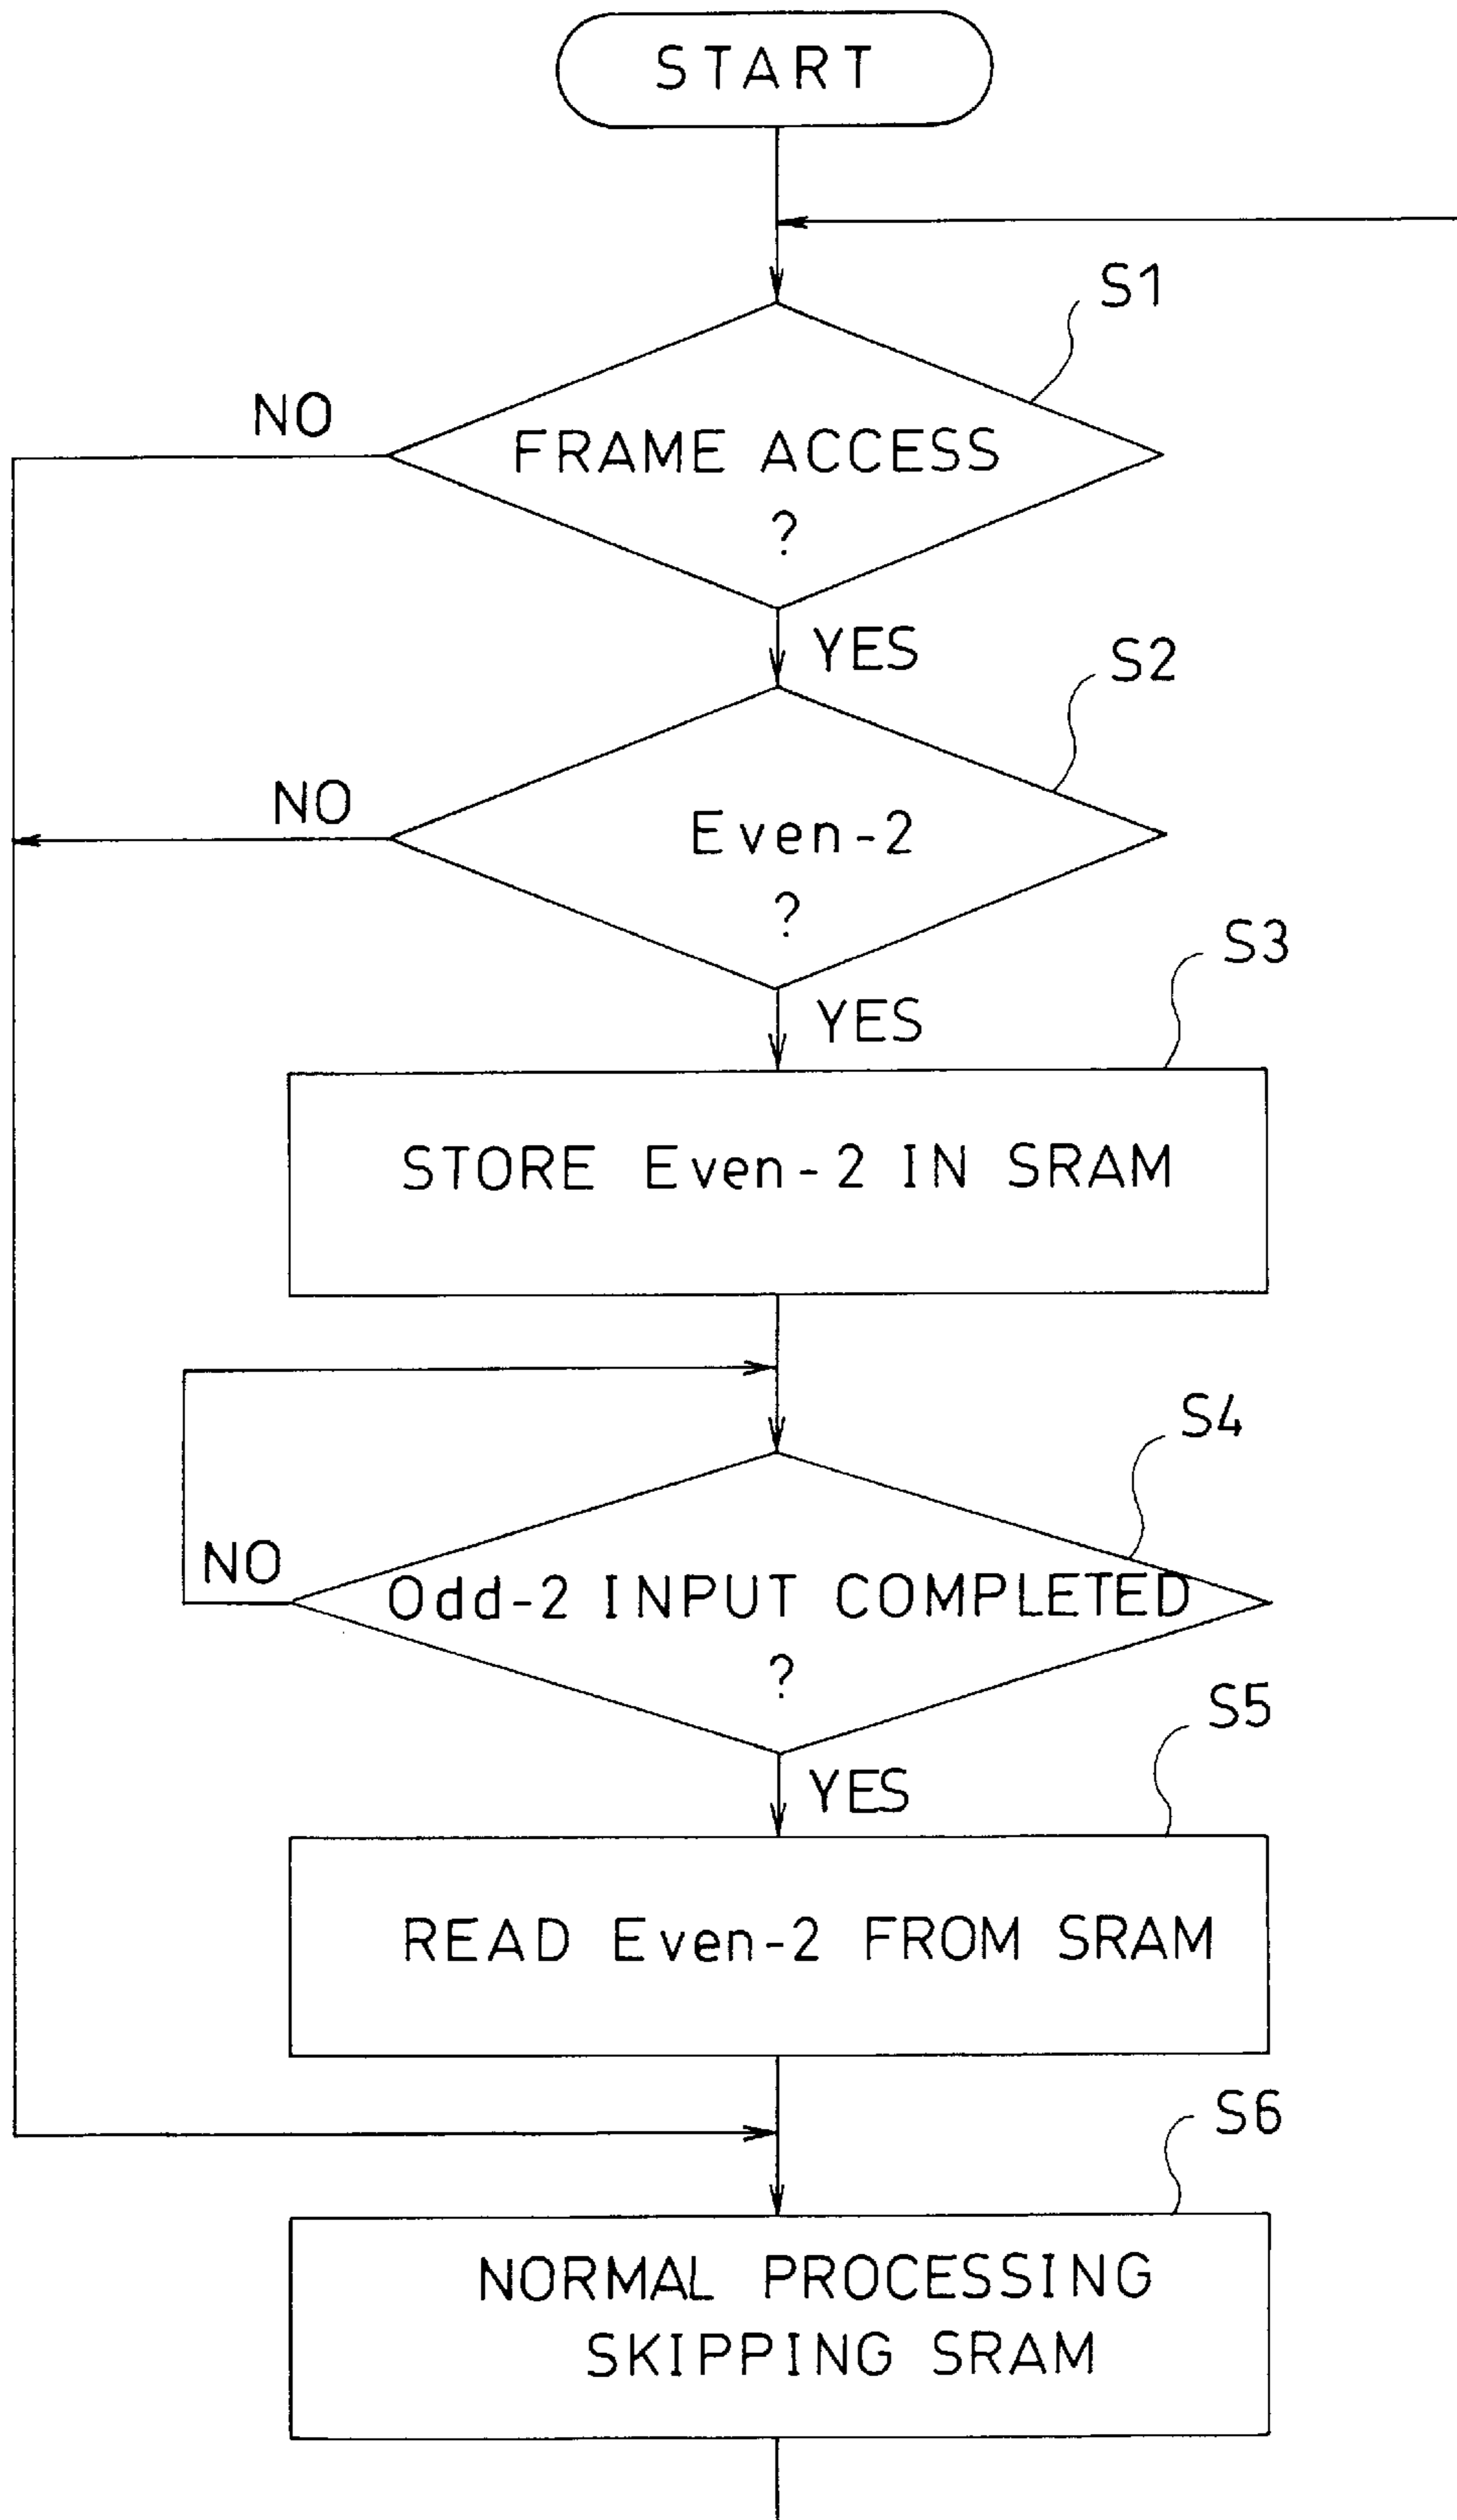 START
S1
NO
FRAME ACCESS
?
YES
S2
NO
Even-2
?
S3
YES
STORE Even-2 IN SRAM
S4
NO
Odd-2 INPUT COMPLETED
?
S5
YES
READ Even-2 FROM SRAM
S6
NORMAL PROCESSING
SKIPPING SRAM